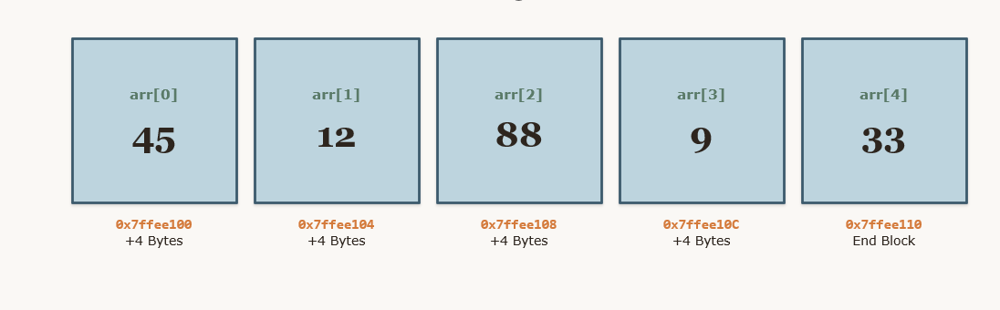 arr[0] arr[1] arr[2] arr[3] arr[4]
45 12 88 9 33
0x7ffee100 0x7ffee104 0x7ffee108 0x7ffee10C 0x7ffee110
+4 Bytes +4 Bytes +4 Bytes +4 Bytes End Block